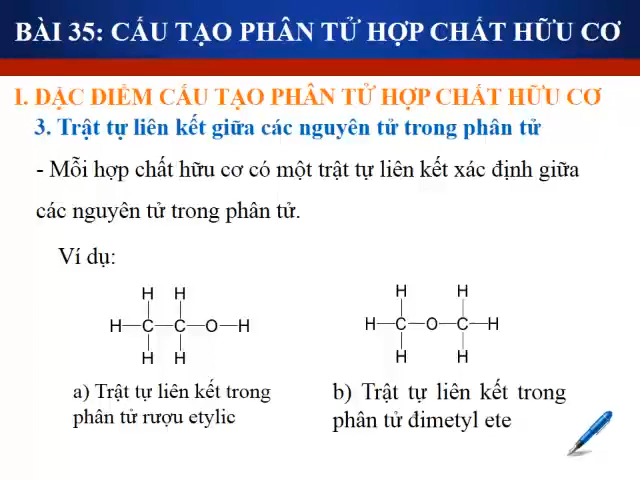 BÀI 35: CẤU TẠO PHÂN TỬ HỢP CHẤT HỮU CƠ
I. ĐẶC DIỂM CẤU TẠO PHÂN TỬ HỢP CHẤT HỮU CƠ
3. Trật tự liên kết giữa các nguyên tử trong phân tử
- Mỗi hợp chất hữu cơ có một trật tự liên kết xác định giữa
các nguyên tử trong phân tử.
Ví dụ:
H H
H—C—C—O—H
H H
a) Trật tự liên kết trong
phân tử rượu etylic
H H
H—C—O—C—H
H H
b) Trật tự liên kết trong
phân tử đimetyl ete